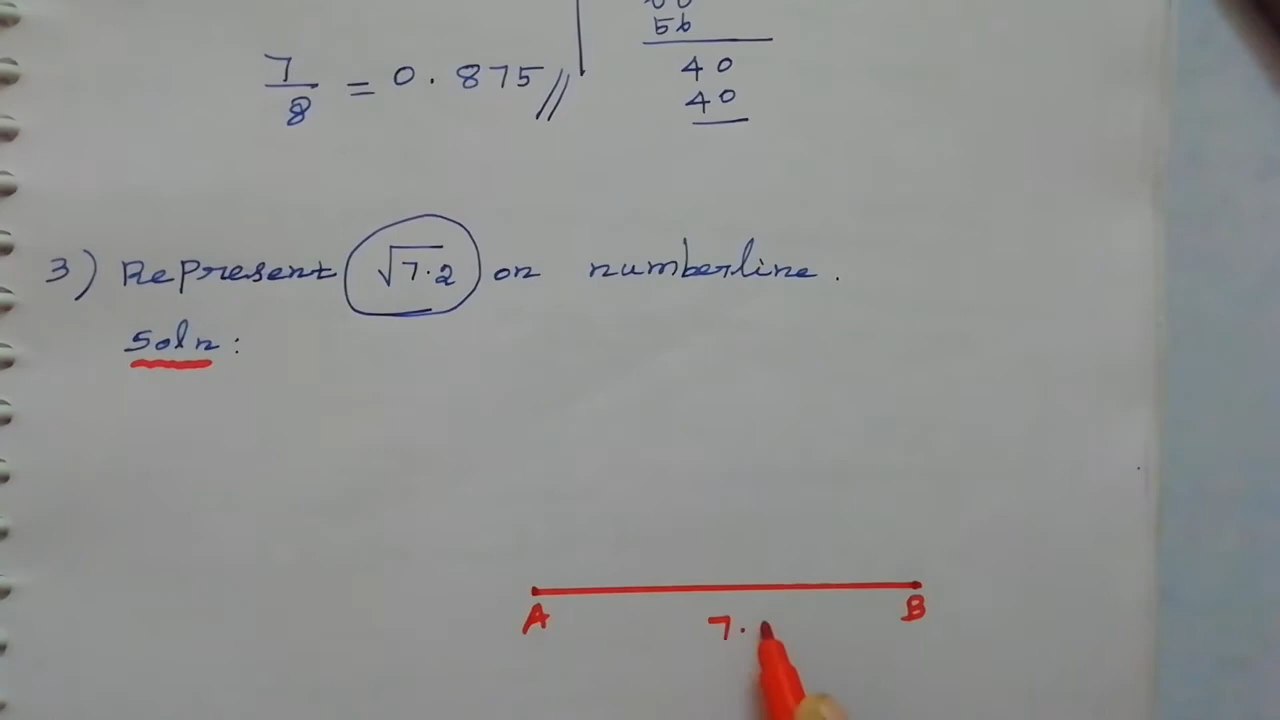 56
7/8 = 0.875 //
40
40
3) Represent √7.2 on numberline.
Soln:
A B
7.